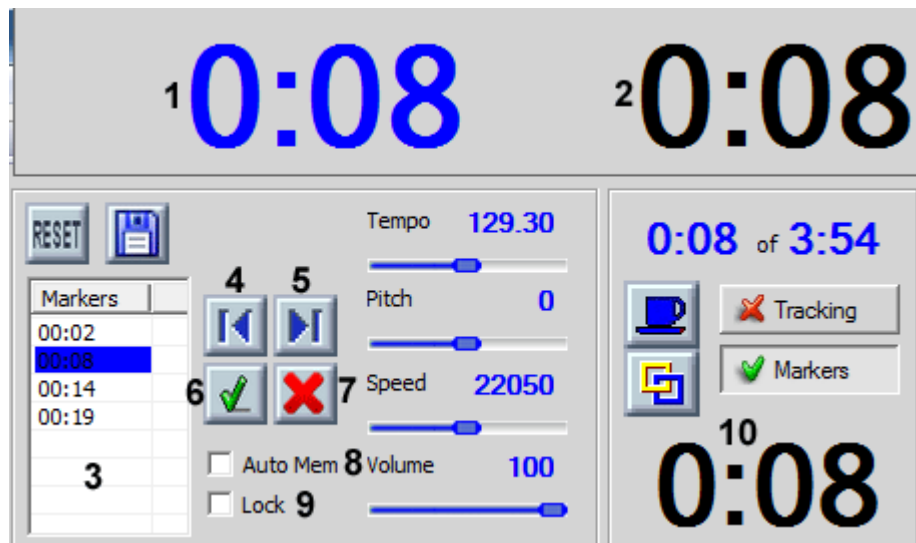 1 0:08 2 0:08
RESET
Tempo 129.30
0:08 of 3:54
4 5
Markers
Pitch 0
Tracking
00:02
00:08
00:14
00:19
6 7
Speed 22050
Markers
3
Auto Mem 8
Volume 100
Lock 9
10
0:08